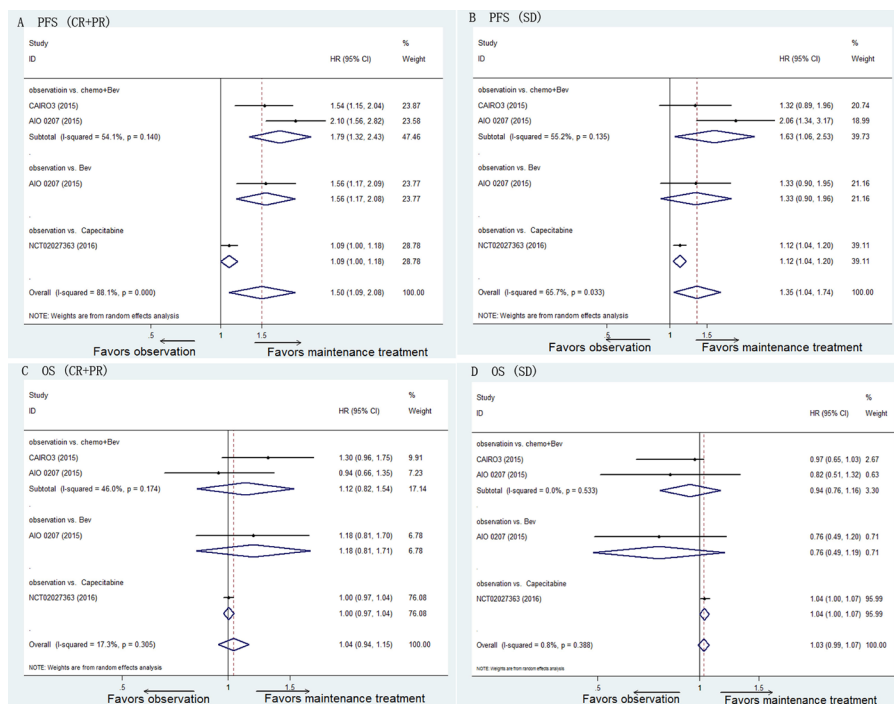 A PFS (CR+PR)
Study %
ID HR (95% CI) Weight
observatioin vs. chemo+Bev
CAIRO3 (2015) 1.54 (1.15, 2.04) 23.87
AIO 0207 (2015) 2.10 (1.56, 2.82) 23.58
Subtotal (I-squared = 54.1%, p = 0.140) 1.79 (1.32, 2.43) 47.46
.
observation vs. Bev
AIO 0207 (2015) 1.56 (1.17, 2.09) 23.77
1.56 (1.17, 2.08) 23.77
.
observation vs. Capecitabine
NCT02027363 (2016) 1.09 (1.00, 1.18) 28.78
1.09 (1.00, 1.18) 28.78
.
Overall (I-squared = 88.1%, p = 0.000) 1.50 (1.09, 2.08) 100.00
NOTE: Weights are from random effects analysis
.5 1 1.5
Favors observation Favors maintenance treatment
B PFS (SD)
Study %
ID HR (95% CI) Weight
observatioin vs. chemo+Bev
CAIRO3 (2015) 1.32 (0.89, 1.96) 20.74
AIO 0207 (2015) 2.06 (1.34, 3.17) 18.99
Subtotal (I-squared = 55.2%, p = 0.135) 1.63 (1.06, 2.53) 39.73
.
observation vs. Bev
AIO 0207 (2015) 1.33 (0.90, 1.95) 21.16
1.33 (0.90, 1.96) 21.16
.
observation vs. Capecitabine
NCT02027363 (2016) 1.12 (1.04, 1.20) 39.11
1.12 (1.04, 1.20) 39.11
.
Overall (I-squared = 65.7%, p = 0.033) 1.35 (1.04, 1.74) 100.00
NOTE: Weights are from random effects analysis
.5 1 1.5
Favors observation Favors maintenance treatment
C OS (CR+PR)
Study %
ID HR (95% CI) Weight
observatioin vs. chemo+Bev
CAIRO3 (2015) 1.30 (0.96, 1.75) 9.91
AIO 0207 (2015) 0.94 (0.66, 1.35) 7.23
Subtotal (I-squared = 46.0%, p = 0.174) 1.12 (0.82, 1.54) 17.14
.
observation vs. Bev
AIO 0207 (2015) 1.18 (0.81, 1.70) 6.78
1.18 (0.81, 1.71) 6.78
.
observation vs. Capecitabine
NCT02027363 (2016) 1.00 (0.97, 1.04) 76.08
1.00 (0.97, 1.04) 76.08
.
Overall (I-squared = 17.3%, p = 0.305) 1.04 (0.94, 1.15) 100.00
NOTE: Weights are from random effects analysis
.5 1 1.5
Favors observation Favors maintenance treatment
D OS (SD)
Study %
ID HR (95% CI) Weight
observatioin vs. chemo+Bev
CAIRO3 (2015) 0.97 (0.65, 1.03) 2.67
AIO 0207 (2015) 0.82 (0.51, 1.32) 0.63
Subtotal (I-squared = 0.0%, p = 0.533) 0.94 (0.76, 1.16) 3.30
.
observation vs. Bev
AIO 0207 (2015) 0.76 (0.49, 1.20) 0.71
0.76 (0.49, 1.19) 0.71
.
observation vs. Capecitabine
NCT02027363 (2016) 1.04 (1.00, 1.07) 95.99
1.04 (1.00, 1.07) 95.99
.
Overall (I-squared = 0.8%, p = 0.388) 1.03 (0.99, 1.07) 100.00
NOTE: Weights are from random effects analysis
.5 1 1.5
Favors observation Favors maintenance treatment